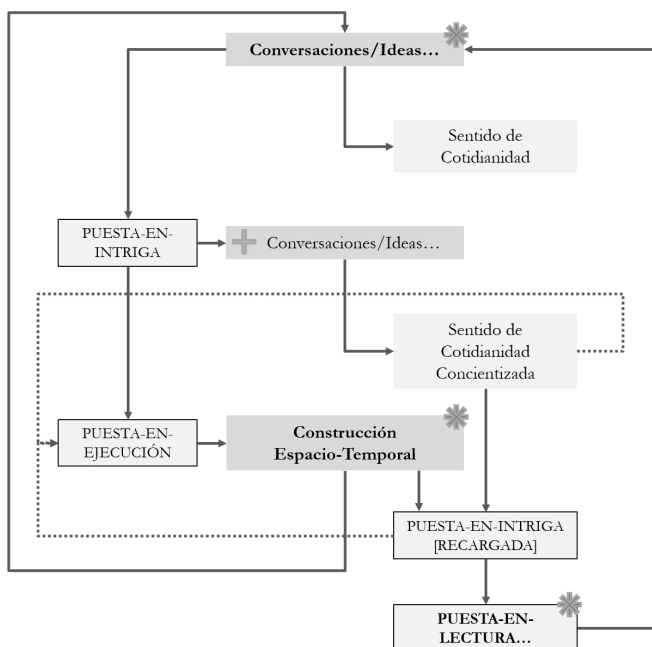 Conversaciones/Ideas…
Sentido de
Cotidianidad
PUESTA-EN-
INTRIGA
Conversaciones/Ideas…
Sentido de
Cotidianidad
Concientizada
PUESTA-EN-
EJECUCIÓN
Construcción
Espacio-Temporal
PUESTA-EN-INTRIGA
[RECARGADA]
PUESTA-EN-
LECTURA…